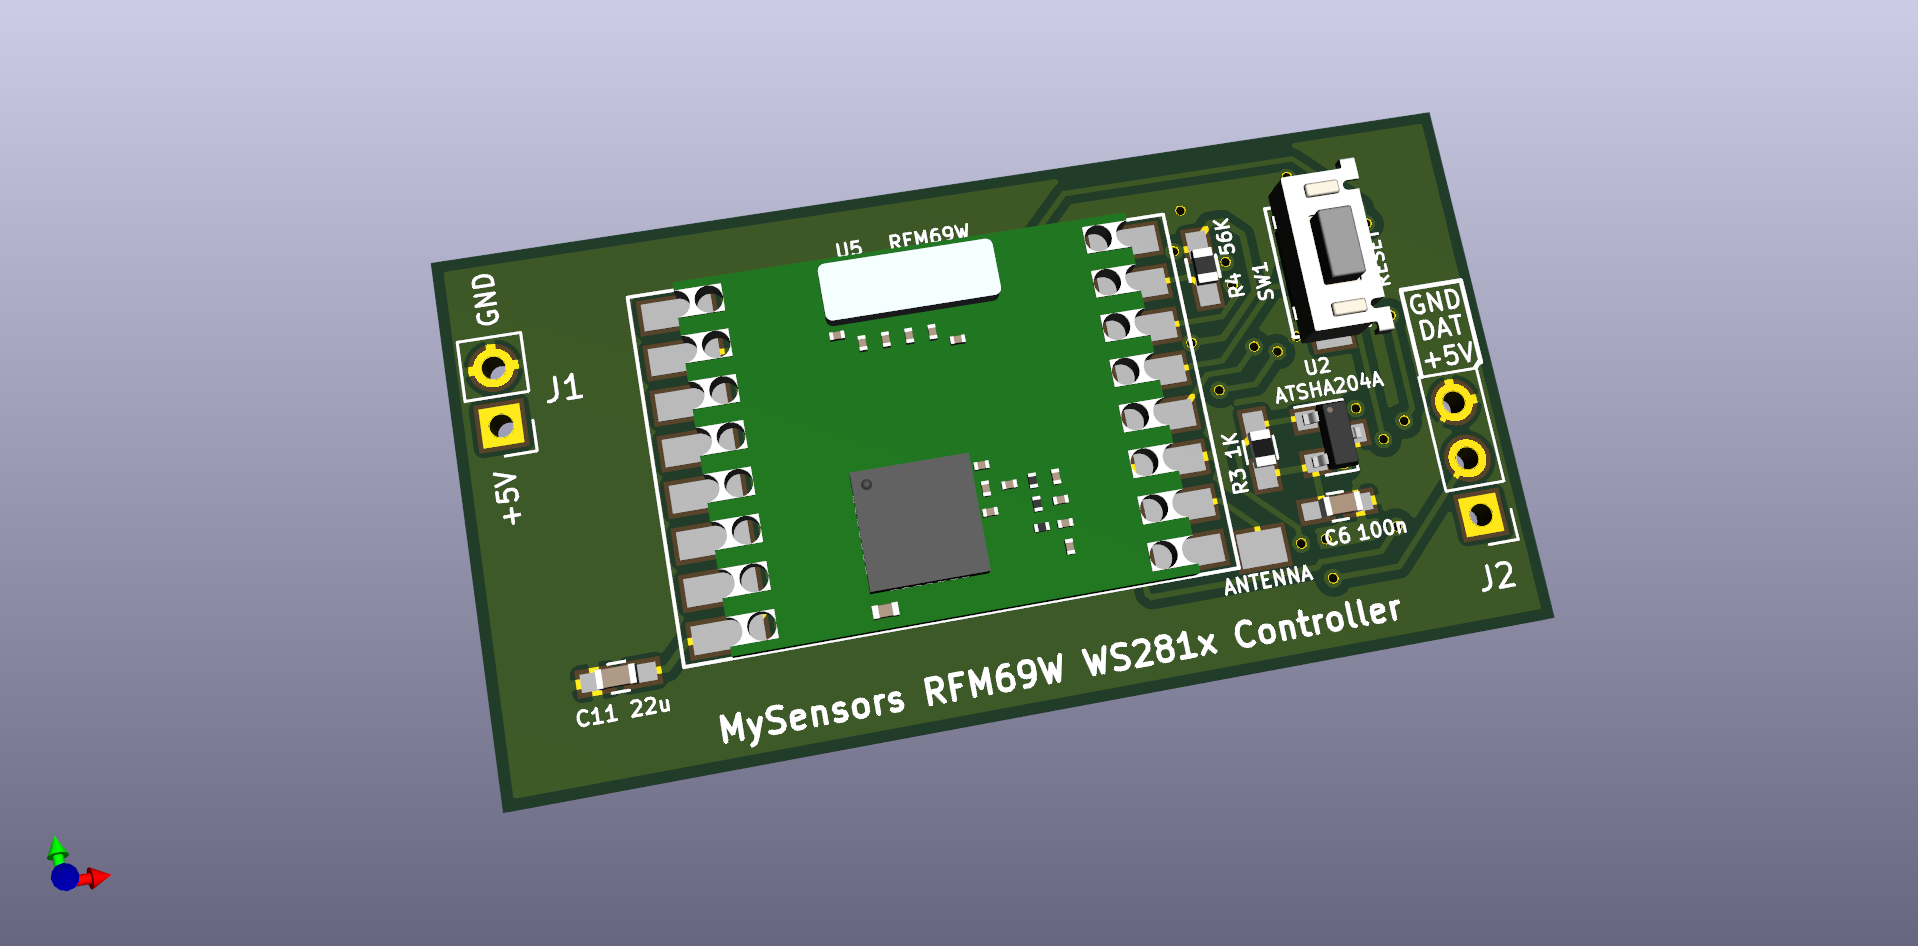 GND
J1
+5V
U5 RFM69W
R4 56K
SW1
RESET
GND
DAT
+5V
U2
ATSHA204A
R3 1K
C6 100n
ANTENNA
J2
C11 22u
MySensors RFM69W WS281x Controller